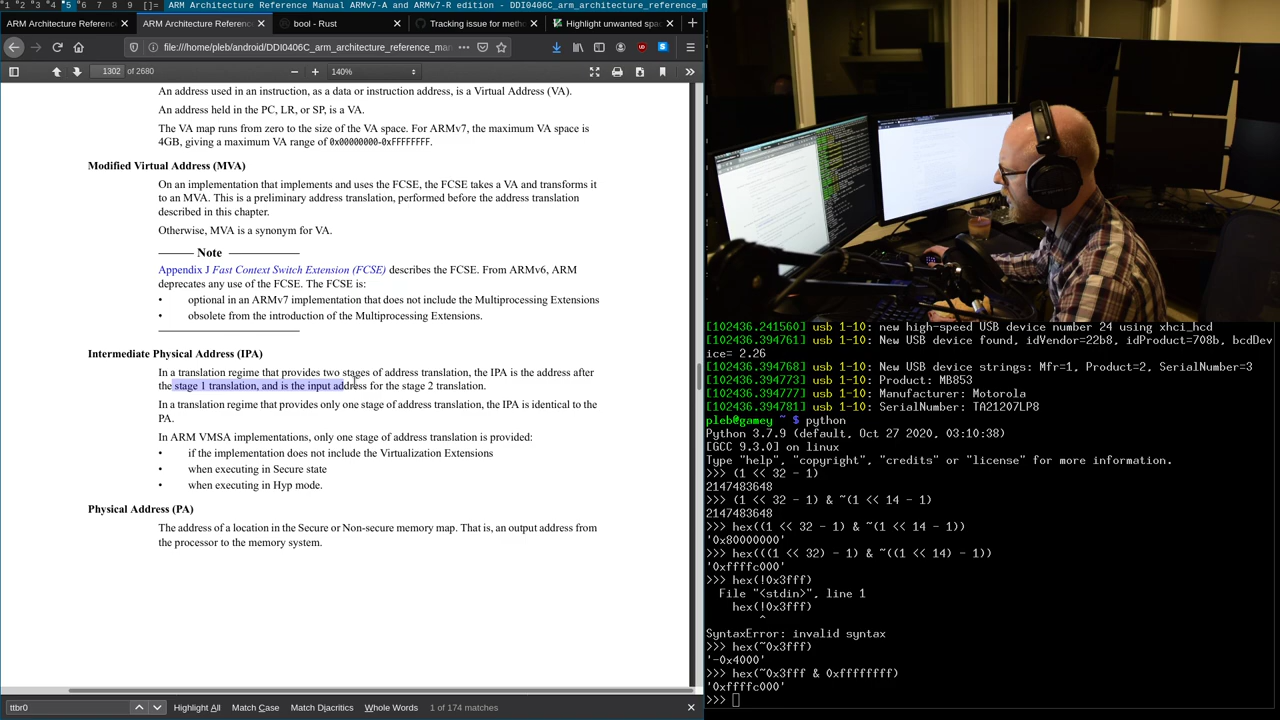 1 2 3 4 5 6 7 8 9 []= ARM Architecture Reference Manual ARMv7-A and ARMv7-R edition - DDI0406C_arm_architecture_reference_m
ARM Architecture Reference
ARM Architecture Reference
bool - Rust
Tracking issue for meth
Highlight unwanted spac
file:///home/pleb/android/DDI0406C_arm_architecture_reference_ma
1302 of 2680
140%
An address used in an instruction, as a data or instruction address, is a Virtual Address (VA).
An address held in the PC, LR, or SP, is a VA.
The VA map runs from zero to the size of the VA space. For ARMv7, the maximum VA space is
4GB, giving a maximum VA range of 0x00000000-0xFFFFFFFF.
Modified Virtual Address (MVA)
On an implementation that implements and uses the FCSE, the FCSE takes a VA and transforms it
to an MVA. This is a preliminary address translation, performed before the address translation
described in this chapter.
Otherwise, MVA is a synonym for VA.
Note
Appendix J Fast Context Switch Extension (FCSE) describes the FCSE. From ARMv6, ARM
deprecates any use of the FCSE. The FCSE is:
• optional in an ARMv7 implementation that does not include the Multiprocessing Extensions
• obsolete from the introduction of the Multiprocessing Extensions.
Intermediate Physical Address (IPA)
In a translation regime that provides two stages of address translation, the IPA is the address after
the stage 1 translation, and is the input address for the stage 2 translation.
In a translation regime that provides only one stage of address translation, the IPA is identical to the
PA.
In ARM VMSA implementations, only one stage of address translation is provided:
• if the implementation does not include the Virtualization Extensions
• when executing in Secure state
• when executing in Hyp mode.
Physical Address (PA)
The address of a location in the Secure or Non-secure memory map. That is, an output address from
the processor to the memory system.
ttbr0
Highlight All Match Case Match Diacritics Whole Words 1 of 174 matches
[102436.241560] usb 1-10: new high-speed USB device number 24 using xhci_hcd
[102436.394761] usb 1-10: New USB device found, idVendor=22b8, idProduct=708b, bcdDev
ice= 2.26
[102436.394768] usb 1-10: New USB device strings: Mfr=1, Product=2, SerialNumber=3
[102436.394773] usb 1-10: Product: MB853
[102436.394777] usb 1-10: Manufacturer: Motorola
[102436.394781] usb 1-10: SerialNumber: TA21207LP8
pleb@gamey ~ $ python
Python 3.7.9 (default, Oct 27 2020, 03:10:38)
[GCC 9.3.0] on linux
Type "help", "copyright", "credits" or "license" for more information.
>>> (1 << 32 - 1)
2147483648
>>> (1 << 32 - 1) & ~(1 << 14 - 1)
2147483648
>>> hex((1 << 32 - 1) & ~(1 << 14 - 1))
'0x80000000'
>>> hex(((1 << 32) - 1) & ~((1 << 14) - 1))
'0xffffc000'
>>> hex(!0x3fff)
File "<stdin>", line 1
hex(!0x3fff)
^
SyntaxError: invalid syntax
>>> hex(~0x3fff)
'-0x4000'
>>> hex(~0x3fff & 0xffffffff)
'0xffffc000'
>>>